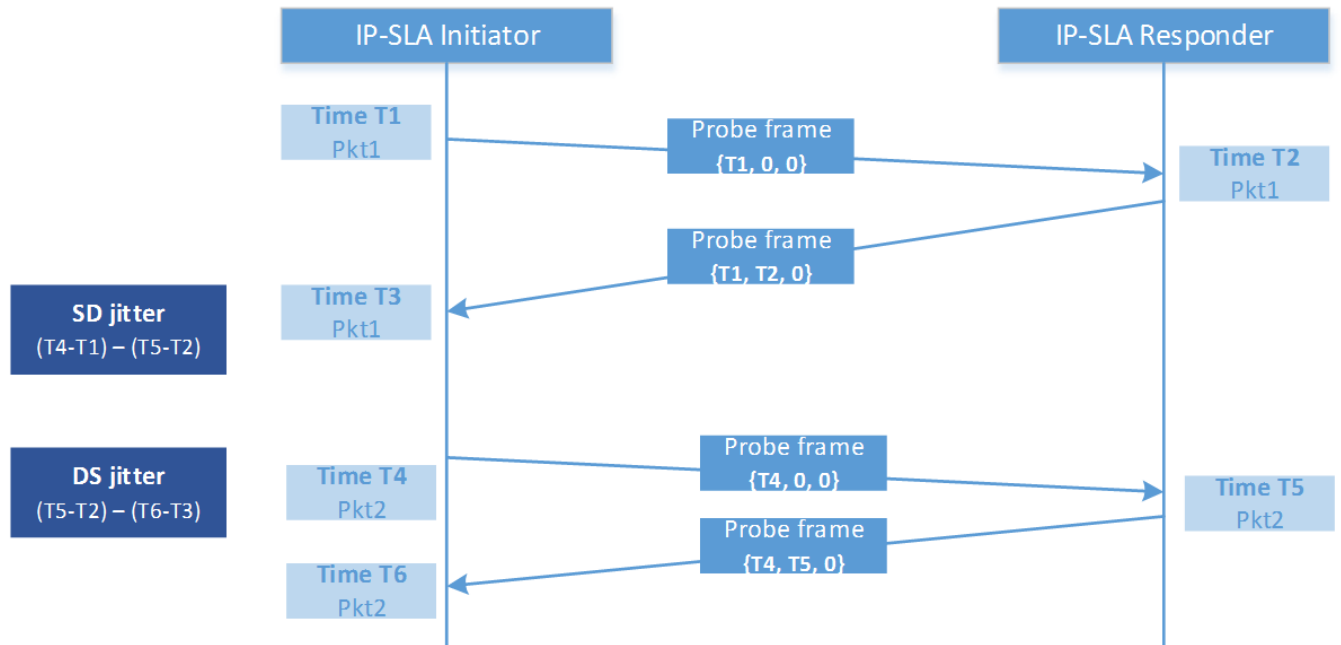 IP-SLA Initiator
IP-SLA Responder
Time T1
Pkt1
Probe frame
{T1, 0, 0}
Time T2
Pkt1
Probe frame
{T1, T2, 0}
Time T3
Pkt1
SD jitter
(T4-T1) – (T5-T2)
DS jitter
(T5-T2) – (T6-T3)
Time T4
Pkt2
Probe frame
{T4, 0, 0}
Time T5
Pkt2
Probe frame
{T4, T5, 0}
Time T6
Pkt2